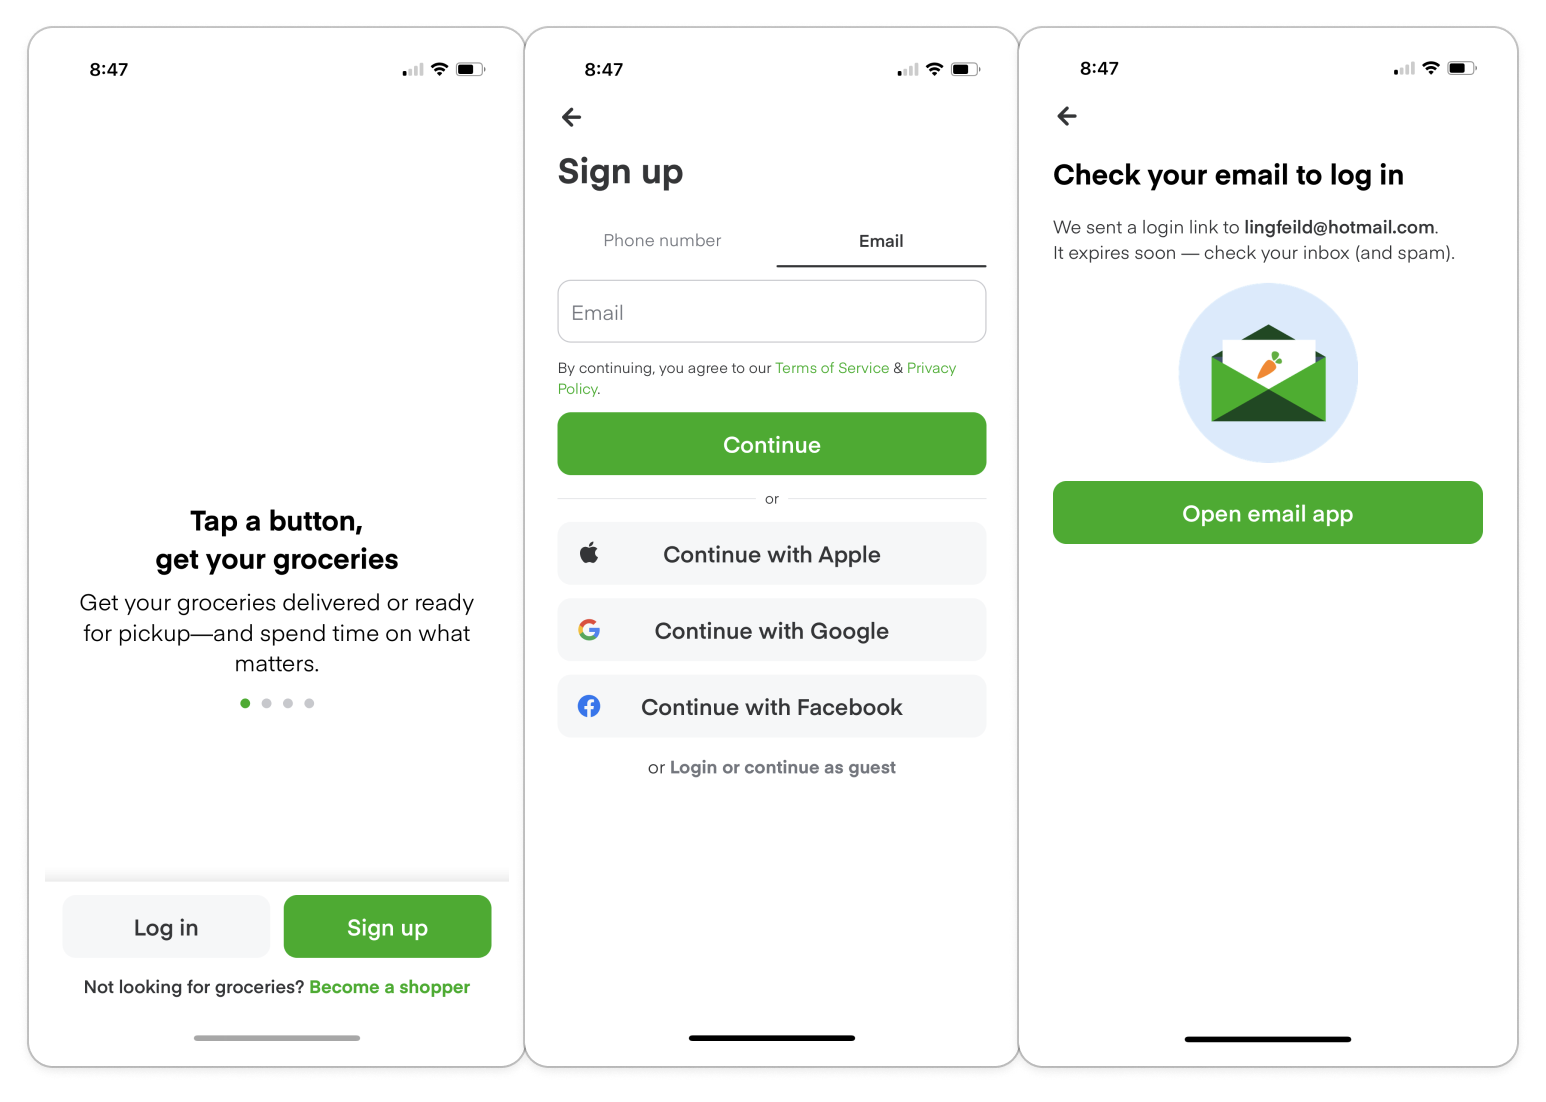 8:47
Tap a button,
get your groceries
Get your groceries delivered or ready
for pickup—and spend time on what
matters.
Log in
Sign up
Not looking for groceries? Become a shopper
8:47
Sign up
Phone number
Email
Email
By continuing, you agree to our Terms of Service & Privacy
Policy.
Continue
or
Continue with Apple
Continue with Google
Continue with Facebook
or Login or continue as guest
8:47
Check your email to log in
We sent a login link to lingfeild@hotmail.com.
It expires soon — check your inbox (and spam).
Open email app